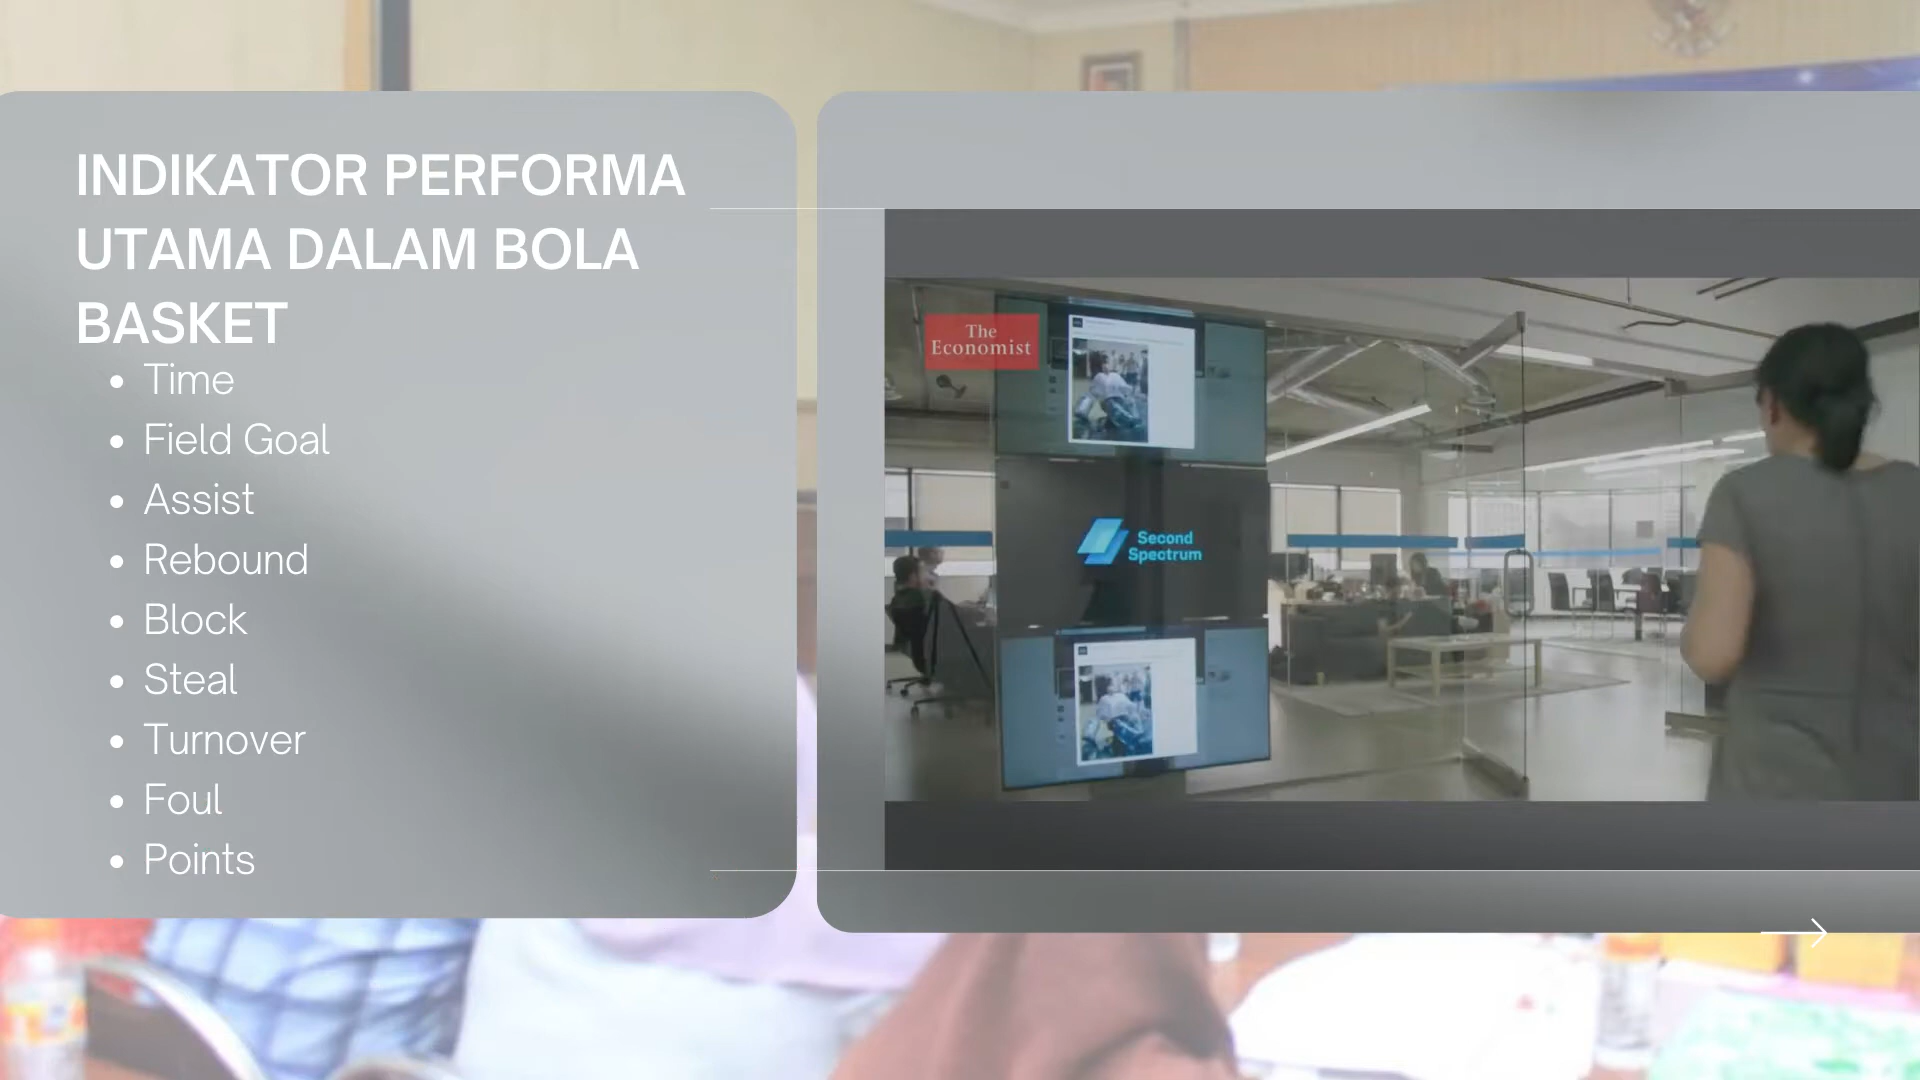 INDIKATOR PERFORMA
UTAMA DALAM BOLA
BASKET
• Time
• Field Goal
• Assist
• Rebound
• Block
• Steal
• Turnover
• Foul
• Points
The
Economist
Second
Spectrum